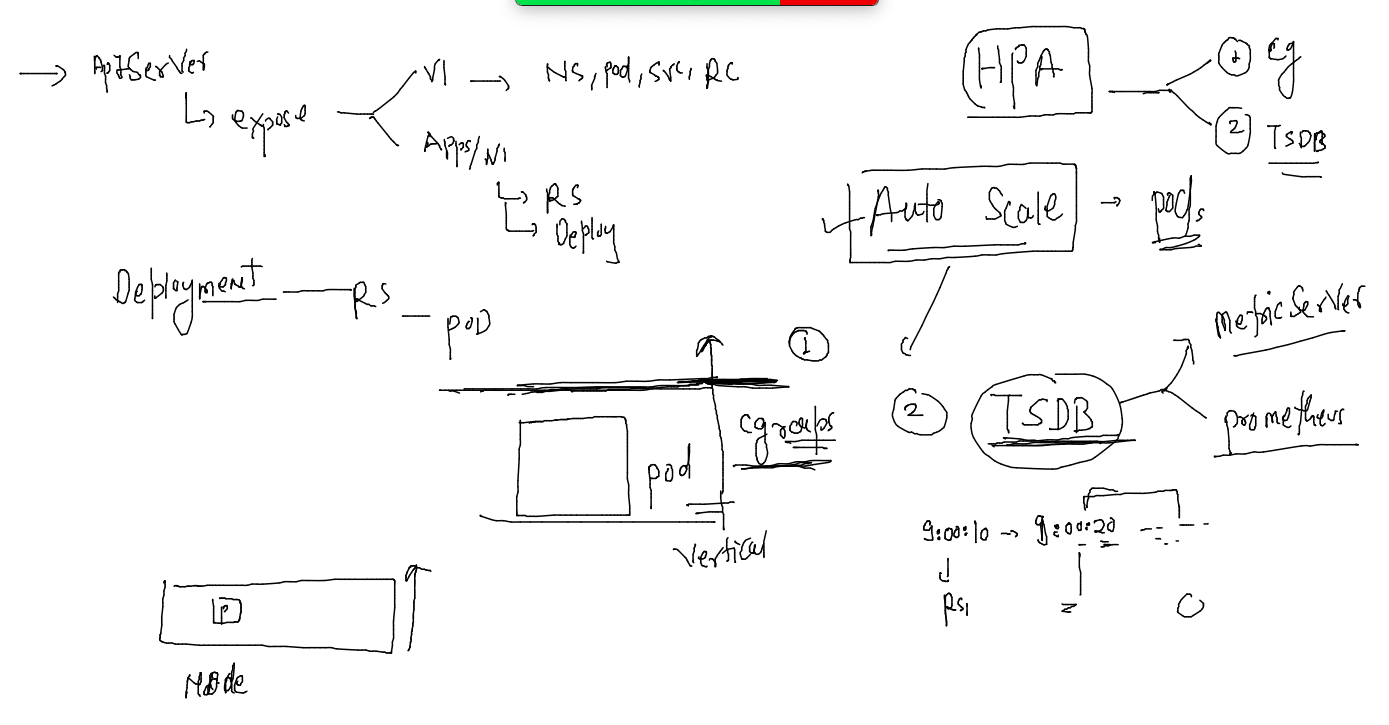 → ApiServer
↳ expose
V1 → NS, pod, svc, RC
Apps/V1
↳ RS
↳ Deploy
Deployment — RS — POD
HPA
1 cg
2 TSDB
Auto Scale → pods
1
cgroups
pod
vertical
P
Node
2 TSDB
metricServer
prometheus
9:00:10 → 9:00:20
↓
Rs1